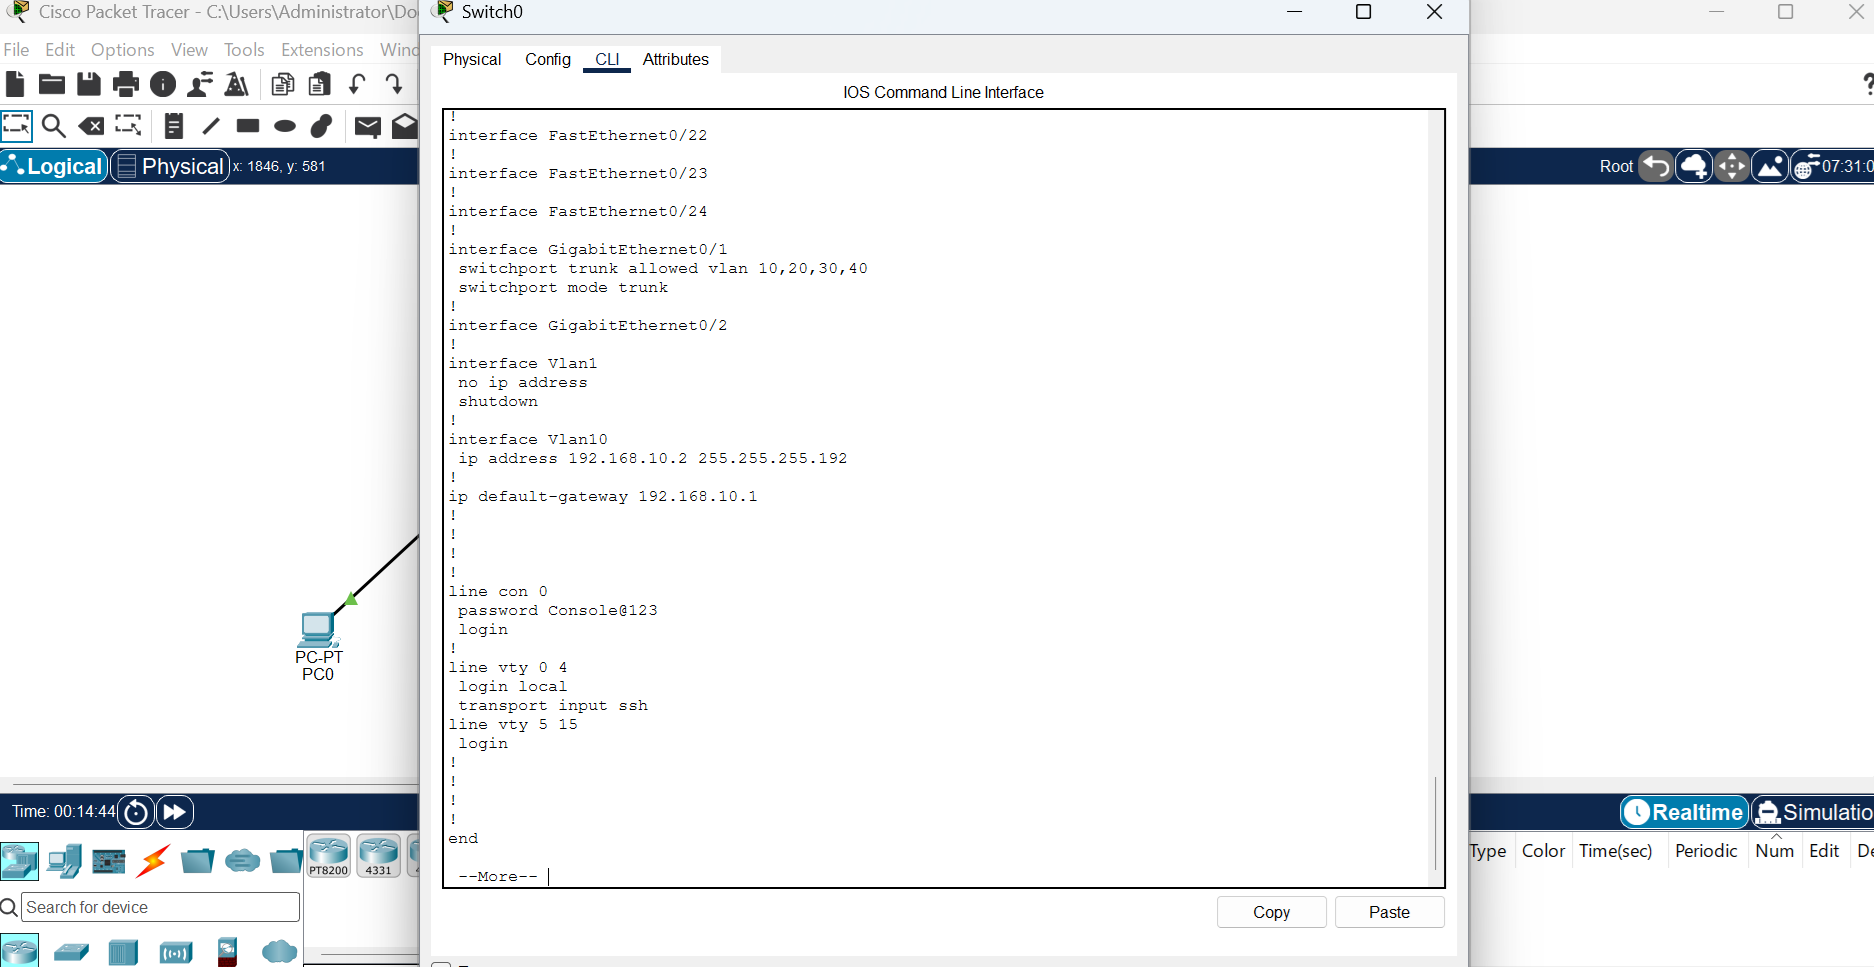 Cisco Packet Tracer - C:\Users\Administrator\Do
File Edit Options View Tools Extensions Wind
Logical
Physical
x: 1846, y: 581
PC-PT
PC0
Time: 00:14:44
PT8200
4331
Search for device
Switch0
Physical Config CLI Attributes
IOS Command Line Interface
!
interface FastEthernet0/22
!
interface FastEthernet0/23
!
interface FastEthernet0/24
!
interface GigabitEthernet0/1
switchport trunk allowed vlan 10,20,30,40
switchport mode trunk
!
interface GigabitEthernet0/2
!
interface Vlan1
no ip address
shutdown
!
interface Vlan10
ip address 192.168.10.2 255.255.255.192
!
ip default-gateway 192.168.10.1
!
!
!
!
line con 0
password Console@123
login
!
line vty 0 4
login local
transport input ssh
line vty 5 15
login
!
!
!
!
end
--More--
Copy
Paste
?
Root
07:31:0
Realtime
Simulatio
Type Color Time(sec) Periodic Num Edit De